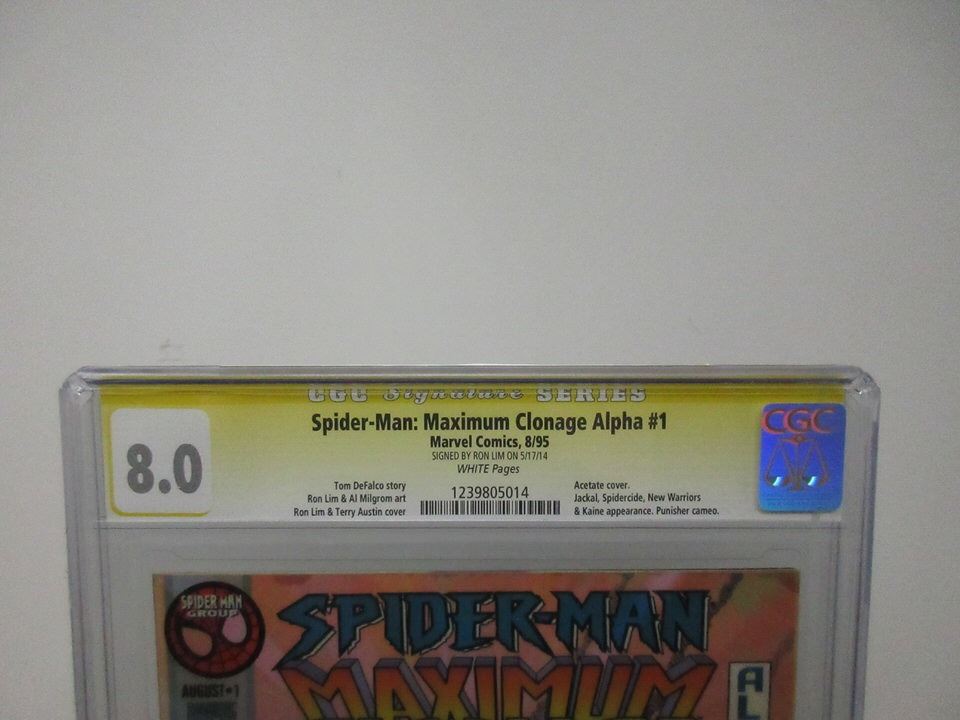 CGC Signature SERIES
Spider-Man: Maximum Clonage Alpha #1
Marvel Comics, 8/95
SIGNED BY RON LIM ON 5/17/14
WHITE Pages
8.0
CGC
Tom DeFalco story
Ron Lim & Al Milgrom art
Ron Lim & Terry Austin cover
1239805014
Acetate cover.
Jackal, Spidercide, New Warriors
& Kaine appearance. Punisher cameo.
SPIDER-MAN
GROUP
AUGUST #1
SPIDER-MAN
MAXIMUM
AL